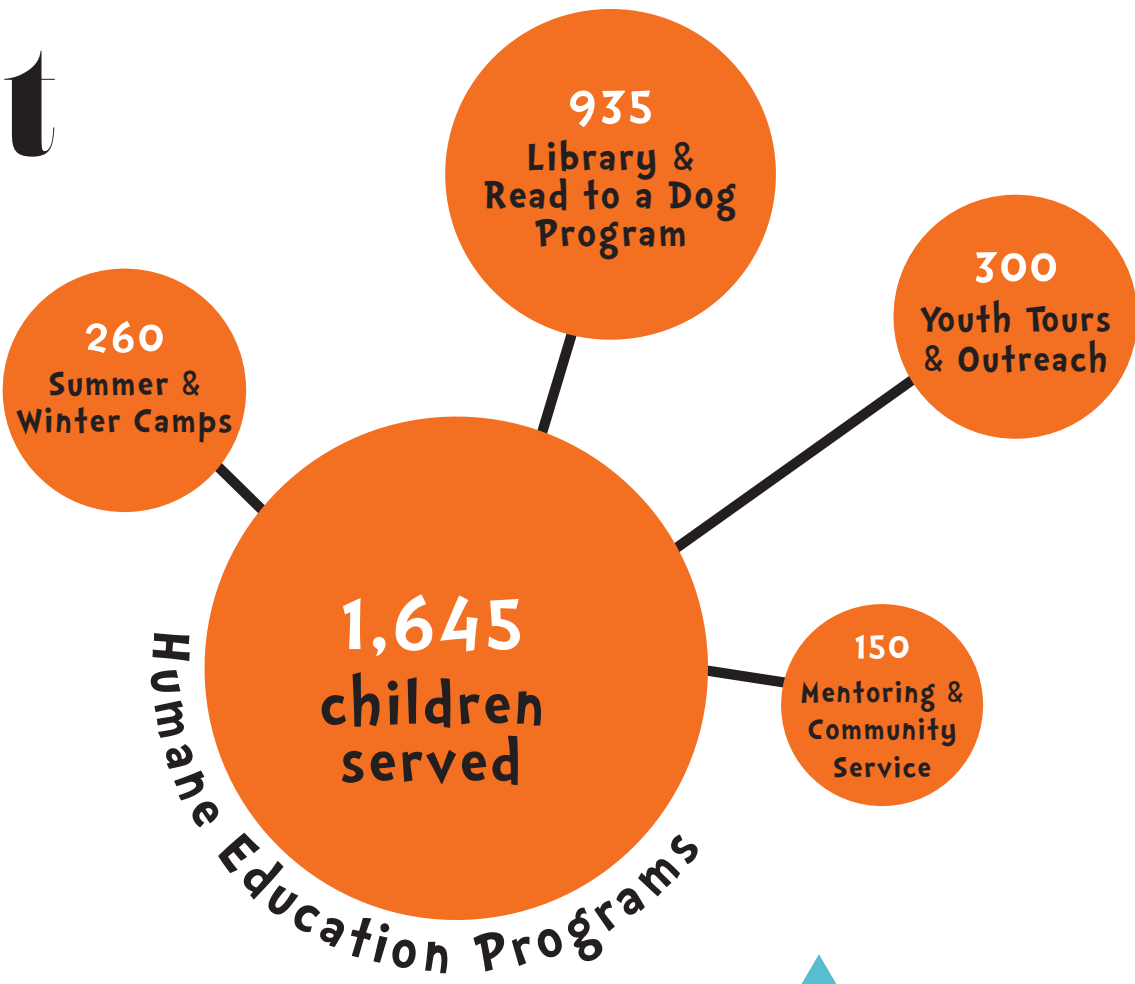 t
935
Library &
Read to a Dog
Program
300
Youth Tours
& Outreach
260
Summer &
Winter Camps
1,645
children
served
150
Mentoring &
Community
Service
Humane Education Programs